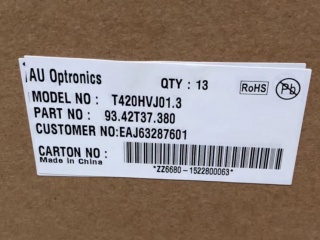 AU Optronics QTY : 13 RoHS Pb
MODEL NO : T420HVJ01.3
PART NO : 93.42T37.380
CUSTOMER NO:EAJ63287601
CARTON NO :
Made in China
*ZZ6680-1522800063*